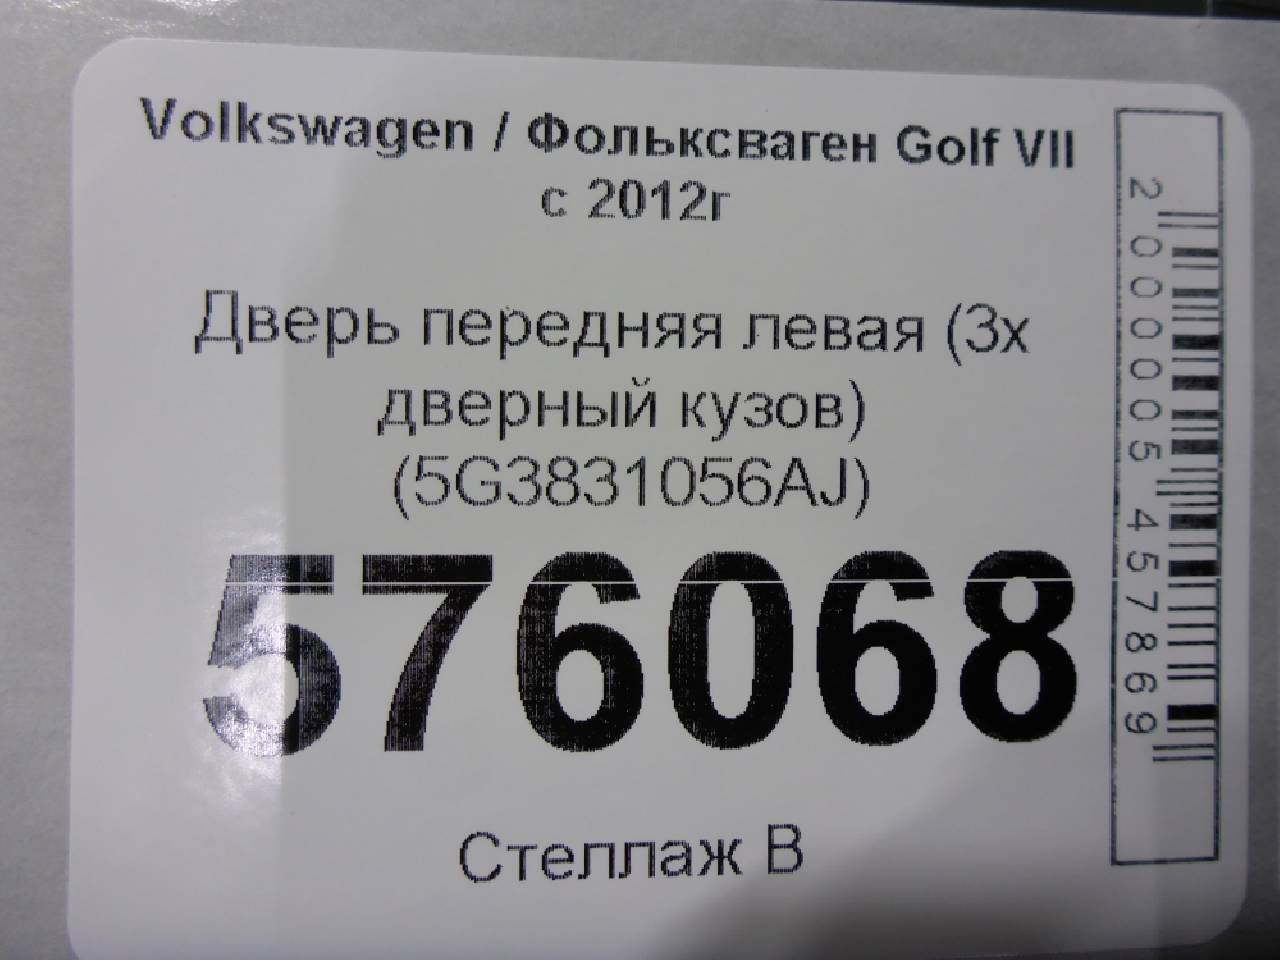 Volkswagen / Фольксваген Golf VII
с 2012г
Дверь передняя левая (3х
дверный кузов)
(5G3831056AJ)
576068
Стеллаж В
2000005457869